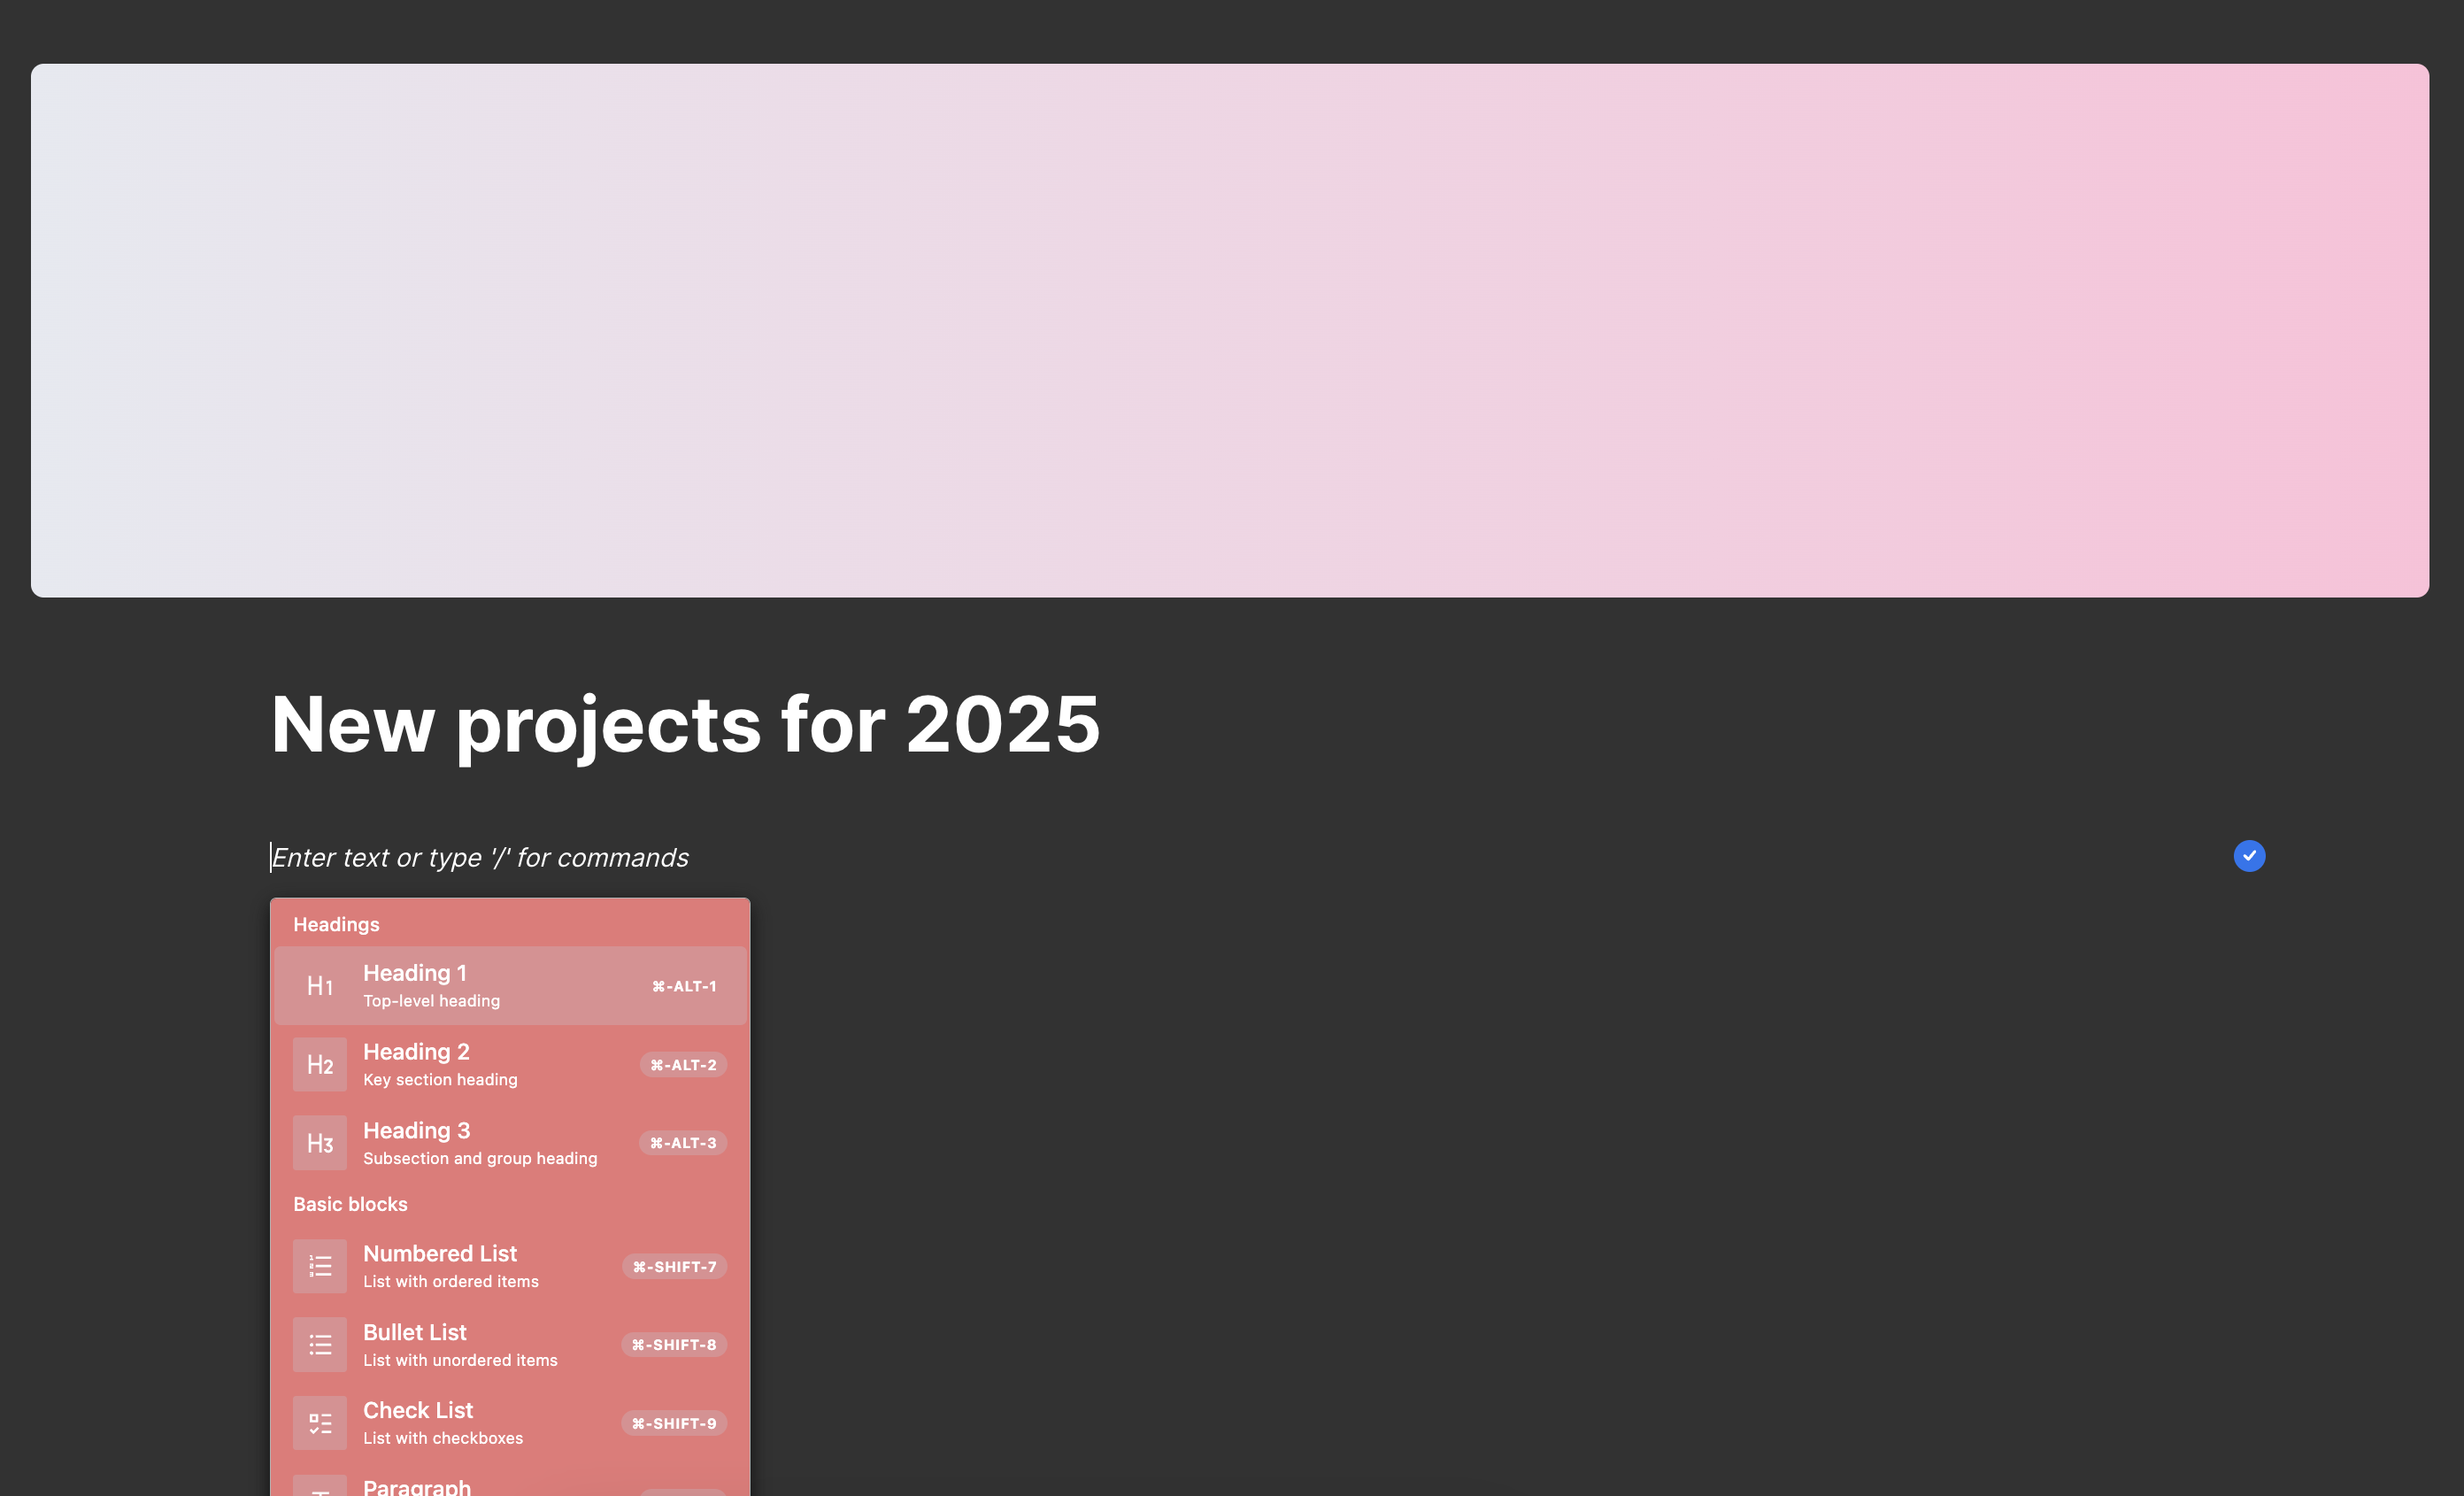 New projects for 2025
Enter text or type '/' for commands
Headings
H1 Heading 1 ⌘-ALT-1
Top-level heading
H2 Heading 2 ⌘-ALT-2
Key section heading
H3 Heading 3 ⌘-ALT-3
Subsection and group heading
Basic blocks
Numbered List ⌘-SHIFT-7
List with ordered items
Bullet List ⌘-SHIFT-8
List with unordered items
Check List ⌘-SHIFT-9
List with checkboxes
Paragraph